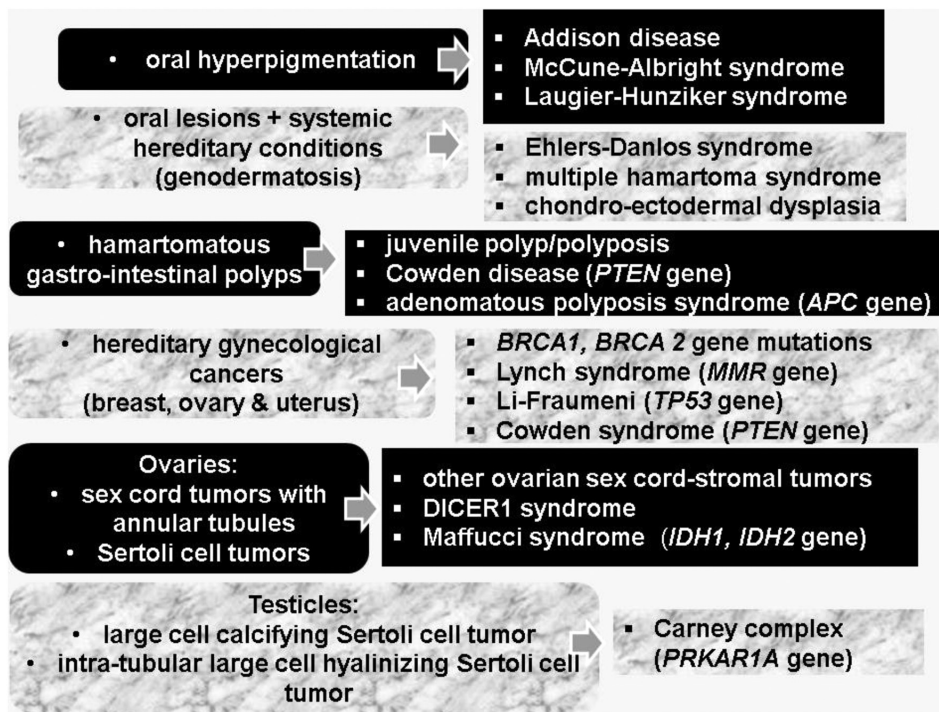 • oral hyperpigmentation
▪ Addison disease
▪ McCune-Albright syndrome
▪ Laugier-Hunziker syndrome
• oral lesions + systemic
hereditary conditions
(genodermatosis)
▪ Ehlers-Danlos syndrome
▪ multiple hamartoma syndrome
▪ chondro-ectodermal dysplasia
• hamartomatous
gastro-intestinal polyps
▪ juvenile polyp/polyposis
▪ Cowden disease (PTEN gene)
▪ adenomatous polyposis syndrome (APC gene)
• hereditary gynecological
cancers
(breast, ovary & uterus)
▪ BRCA1, BRCA 2 gene mutations
▪ Lynch syndrome (MMR gene)
▪ Li-Fraumeni (TP53 gene)
▪ Cowden syndrome (PTEN gene)
Ovaries:
• sex cord tumors with
annular tubules
• Sertoli cell tumors
▪ other ovarian sex cord-stromal tumors
▪ DICER1 syndrome
▪ Maffucci syndrome (IDH1, IDH2 gene)
Testicles:
• large cell calcifying Sertoli cell tumor
• intra-tubular large cell hyalinizing Sertoli cell
tumor
▪ Carney complex
(PRKAR1A gene)